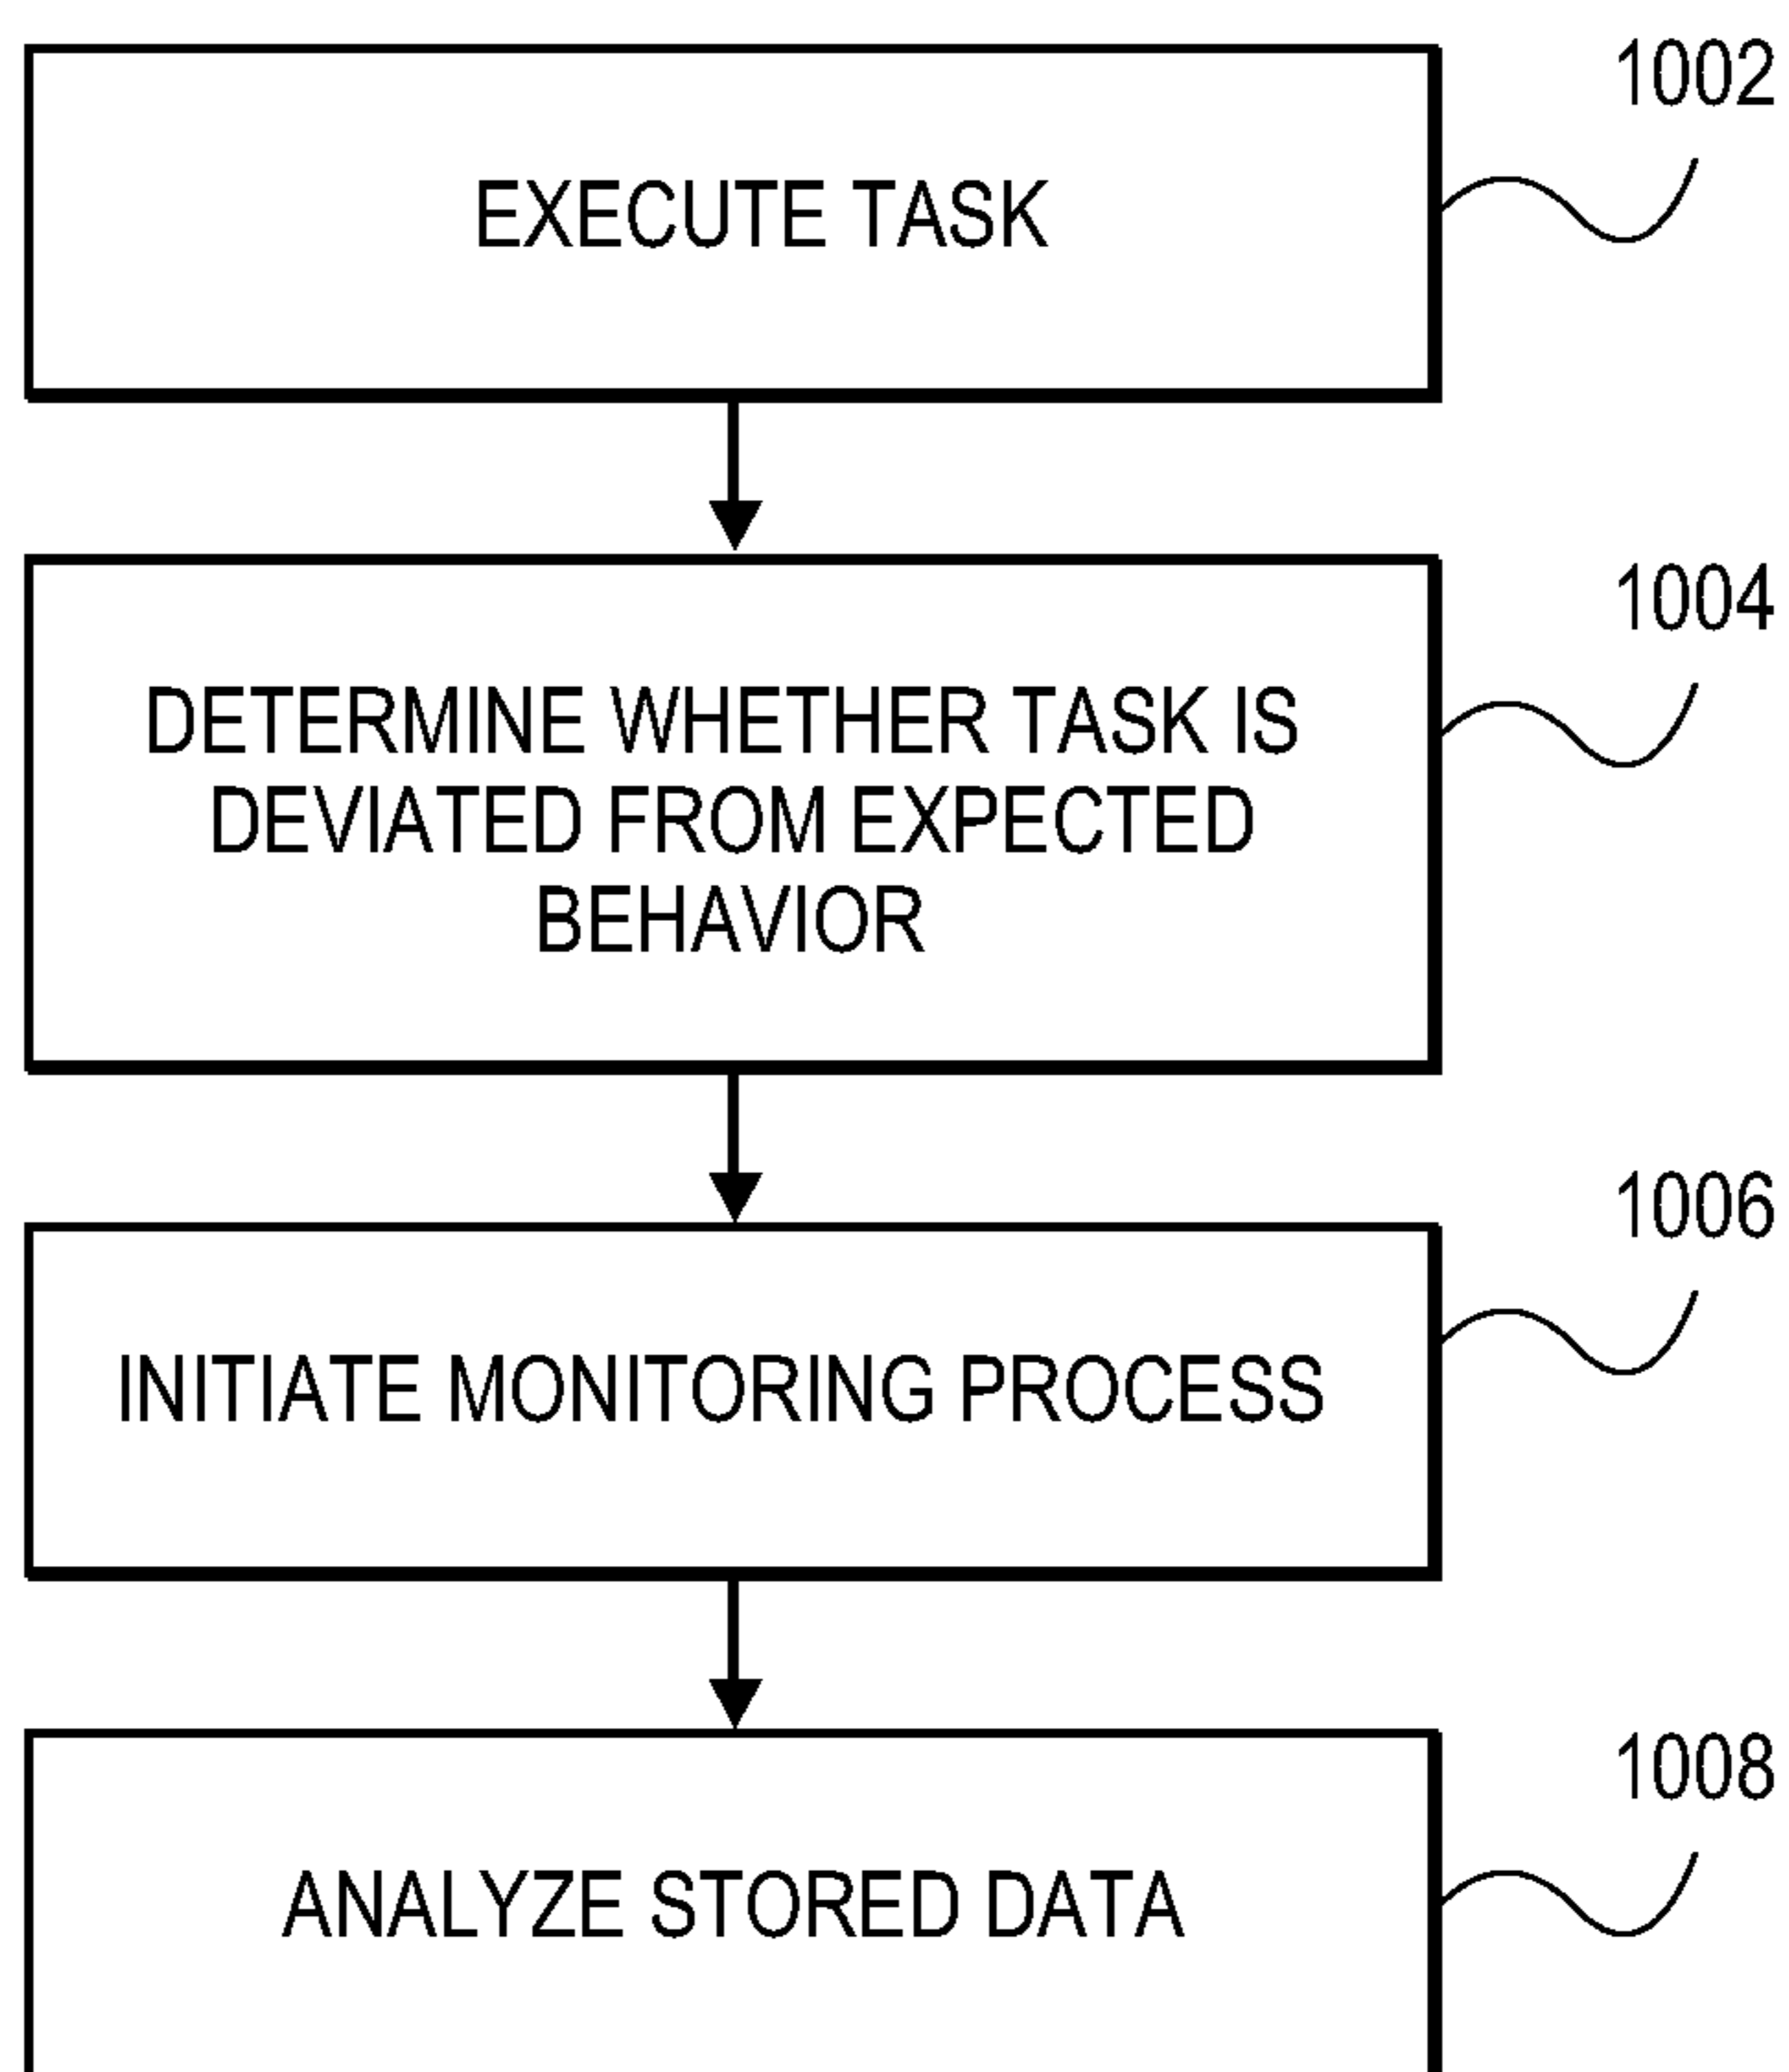 1002
EXECUTE TASK
1004
DETERMINE WHETHER TASK IS
DEVIATED FROM EXPECTED
BEHAVIOR
1006
INITIATE MONITORING PROCESS
1008
ANALYZE STORED DATA